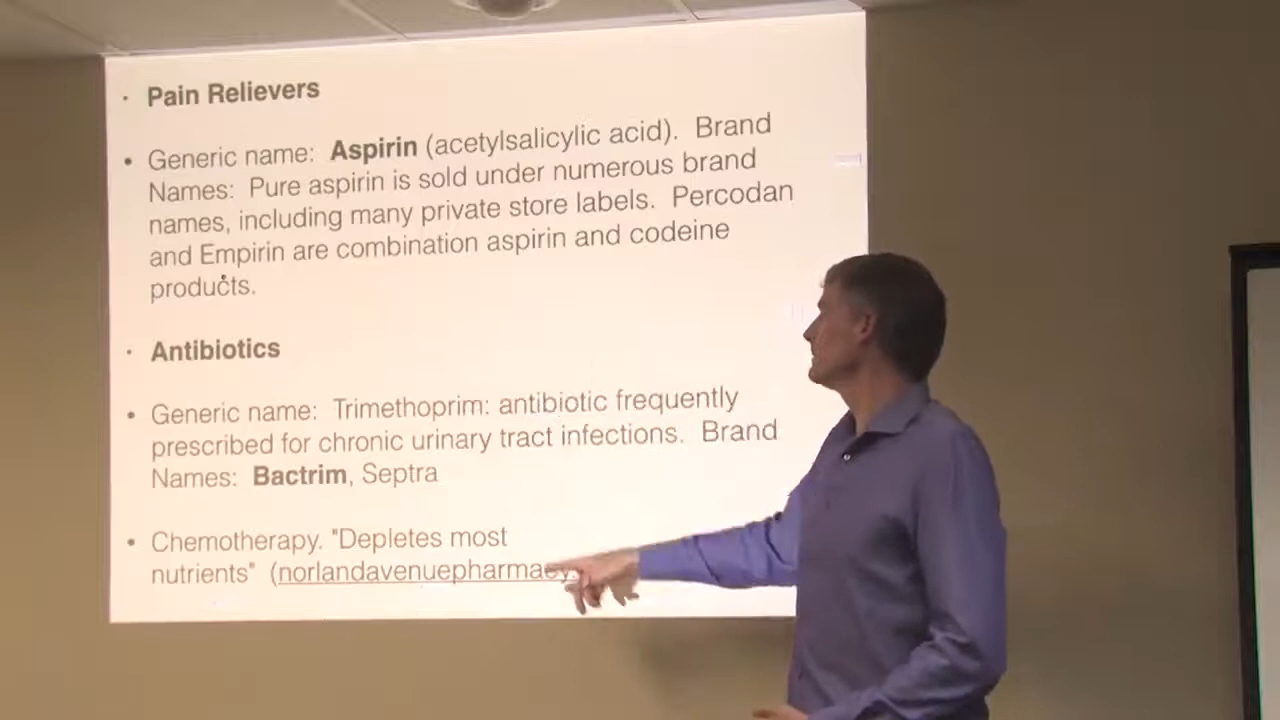 · Pain Relievers
• Generic name: Aspirin (acetylsalicylic acid). Brand
Names: Pure aspirin is sold under numerous brand
names, including many private store labels. Percodan
and Empirin are combination aspirin and codeine
products.
· Antibiotics
• Generic name: Trimethoprim: antibiotic frequently
prescribed for chronic urinary tract infections. Brand
Names: Bactrim, Septra
• Chemotherapy. "Depletes most
nutrients" (norlandavenuepharmacy